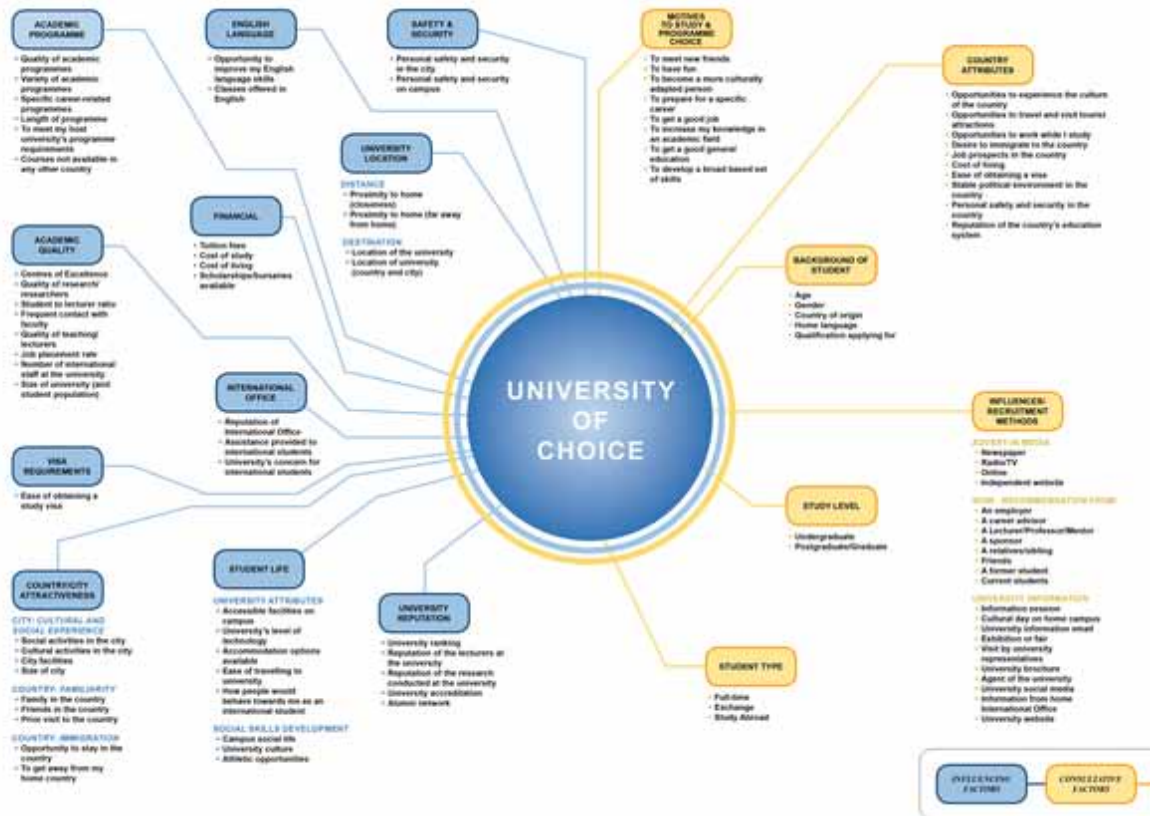 ACADEMIC
PROGRAMME
• Quality of academic
programmes
• Variety of academic
programmes
• Specific career-related
programmes
• Length of programme
• To meet my host
university's programme
requirements
• Courses not available in
any other country
ENGLISH
LANGUAGE
• Opportunity to
improve my English
language skills
• Classes offered in
English
SAFETY &
SECURITY
• Personal safety and security
in the city
• Personal safety and security
on campus
MOTIVES
TO STUDY &
PROGRAMME
CHOICE
• To meet new friends
• To have fun
• To become a more culturally
adapted person
• To prepare for a specific
career
• To get a good job
• To increase my knowledge in
an academic field
• To get a good general
education
• To develop a broad based set
of skills
COUNTRY
ATTRIBUTES
• Opportunities to experience the culture
of the country
• Opportunities to travel and visit tourist
attractions
• Opportunities to work while I study
• Desire to immigrate to the country
• Job prospects in the country
• Cost of living
• Ease of obtaining a visa
• Stable political environment in the
country
• Personal safety and security in the
country
• Reputation of the country's education
system
UNIVERSITY
LOCATION
DISTANCE
• Proximity to home
(closeness)
• Proximity to home (far away
from home)
DESTINATION
• Location of the university
• Location of university
(country and city)
FINANCIAL
• Tuition fees
• Cost of study
• Cost of living
• Scholarships/bursaries
available
ACADEMIC
QUALITY
• Centres of Excellence
• Quality of research/
researchers
• Student to lecturer ratio
• Frequent contact with
faculty
• Quality of teaching/
lecturers
• Job placement rate
• Number of international
staff at the university
• Size of university (and
student population)
BACKGROUND OF
STUDENT
• Age
• Gender
• Country of origin
• Home language
• Qualification applying for
UNIVERSITY
OF
CHOICE
INTERNATIONAL
OFFICE
• Reputation of
International Office
• Assistance provided to
international students
• University's concern for
international students
INFLUENCES/
RECRUITMENT
METHODS
ADVERT IN MEDIA
• Newspaper
• Radio/TV
• Online
• Independent website
RECOMMENDATION FROM
• An employer
• A career advisor
• A Lecturer/Professor/Mentor
• A sponsor
• A relatives/sibling
• Friends
• A former student
• Current students
UNIVERSITY INFORMATION
• Information session
• Cultural day on home campus
• University information email
• Exhibition or fair
• Visit by university
representatives
• University brochure
• Agent of the university
• University social media
• Information from home
International Office
• University website
VISA
REQUIREMENTS
• Ease of obtaining a
study visa
STUDY LEVEL
• Undergraduate
• Postgraduate/Graduate
COUNTRY/CITY
ATTRACTIVENESS
CITY: CULTURAL AND
SOCIAL EXPERIENCE
• Social activities in the city
• Cultural activities in the city
• City facilities
• Size of city
COUNTRY: FAMILIARITY
• Family in the country
• Friends in the country
• Prior visit to the country
COUNTRY: IMMIGRATION
• Opportunity to stay in the
country
• To get away from my
home country
STUDENT LIFE
UNIVERSITY ATTRIBUTES
• Accessible facilities on
campus
• University's level of
technology
• Accommodation options
available
• Ease of travelling to
university
• How people would
behave towards me as an
international student
SOCIAL SKILLS DEVELOPMENT
• Campus social life
• University culture
• Athletic opportunities
UNIVERSITY
REPUTATION
• University ranking
• Reputation of the lecturers at
the university
• Reputation of the research
conducted at the university
• University accreditation
• Alumni network
STUDENT TYPE
• Full-time
• Exchange
• Study Abroad
INFLUENCING
FACTORS
CONSULTATIVE
FACTORS